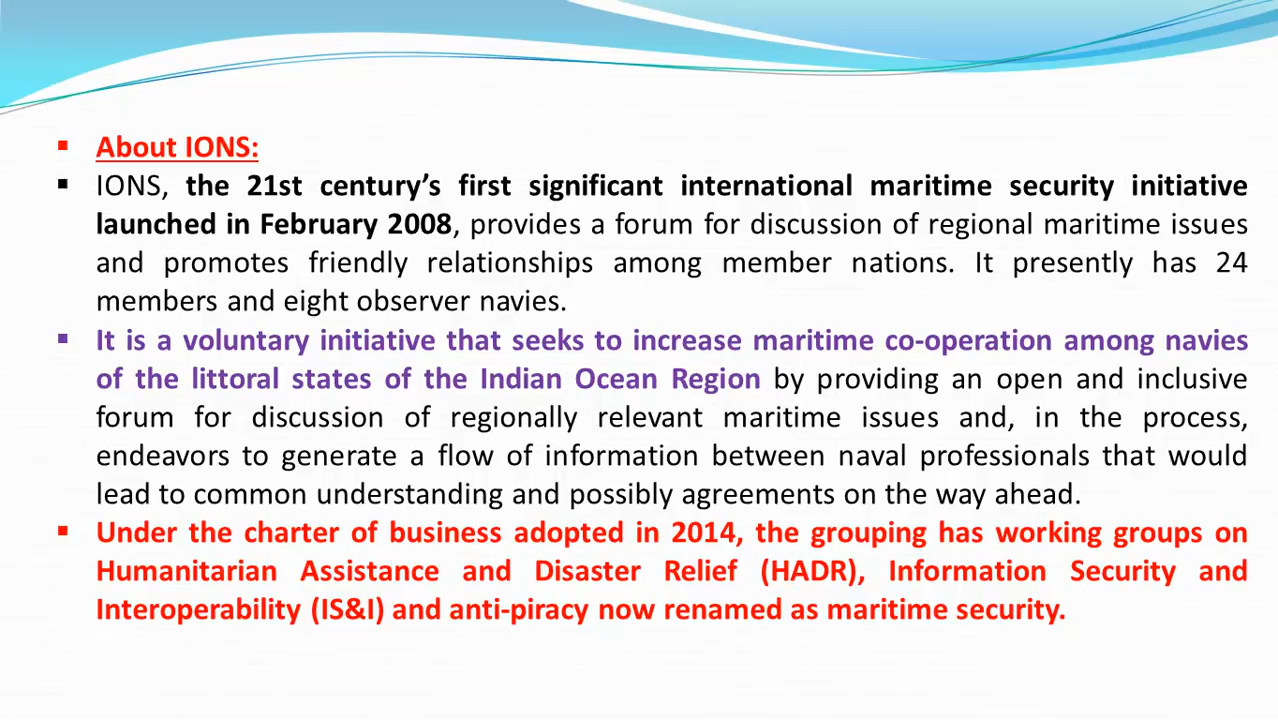 ▪ About IONS:
▪ IONS, the 21st century’s first significant international maritime security initiative
launched in February 2008, provides a forum for discussion of regional maritime issues
and promotes friendly relationships among member nations. It presently has 24
members and eight observer navies.
▪ It is a voluntary initiative that seeks to increase maritime co-operation among navies
of the littoral states of the Indian Ocean Region by providing an open and inclusive
forum for discussion of regionally relevant maritime issues and, in the process,
endeavors to generate a flow of information between naval professionals that would
lead to common understanding and possibly agreements on the way ahead.
▪ Under the charter of business adopted in 2014, the grouping has working groups on
Humanitarian Assistance and Disaster Relief (HADR), Information Security and
Interoperability (IS&I) and anti-piracy now renamed as maritime security.